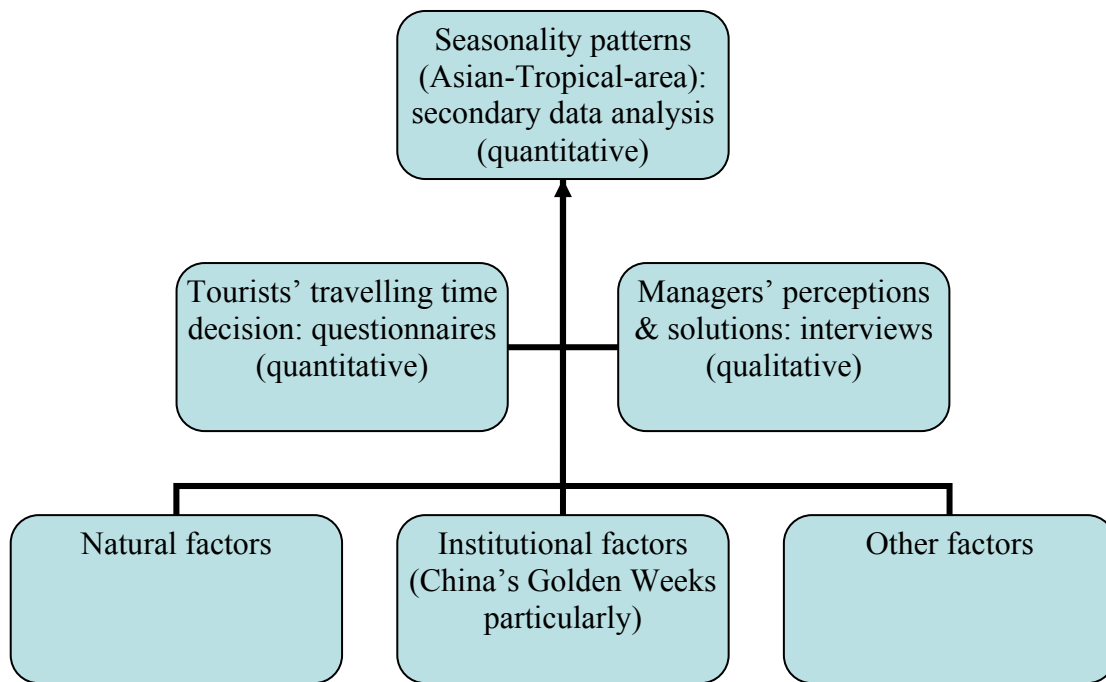 Seasonality patterns
(Asian-Tropical-area):
secondary data analysis
(quantitative)
Tourists’ travelling time
decision: questionnaires
(quantitative)
Managers’ perceptions
& solutions: interviews
(qualitative)
Natural factors
Institutional factors
(China’s Golden Weeks
particularly)
Other factors